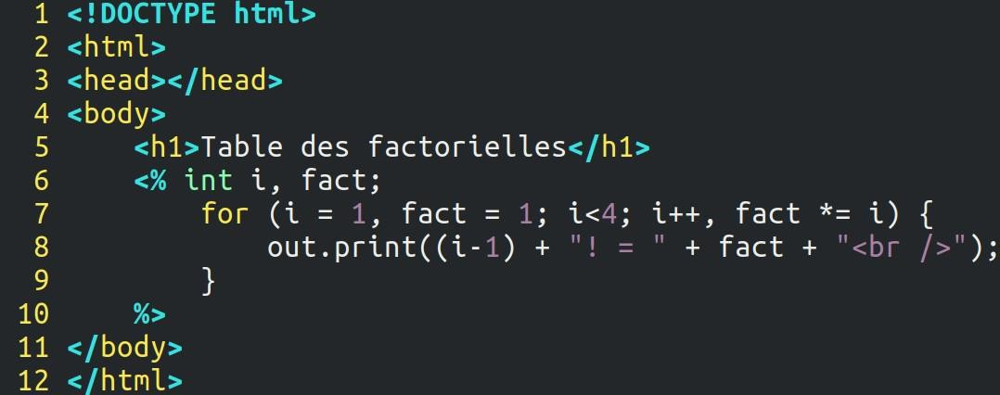 1 <!DOCTYPE html>
2 <html>
3 <head></head>
4 <body>
5     <h1>Table des factorielles</h1>
6     <% int i, fact;
7         for (i = 1, fact = 1; i<4; i++, fact *= i) {
8             out.print((i-1) + "! = " + fact + "<br />");
9         }
10     %>
11 </body>
12 </html>